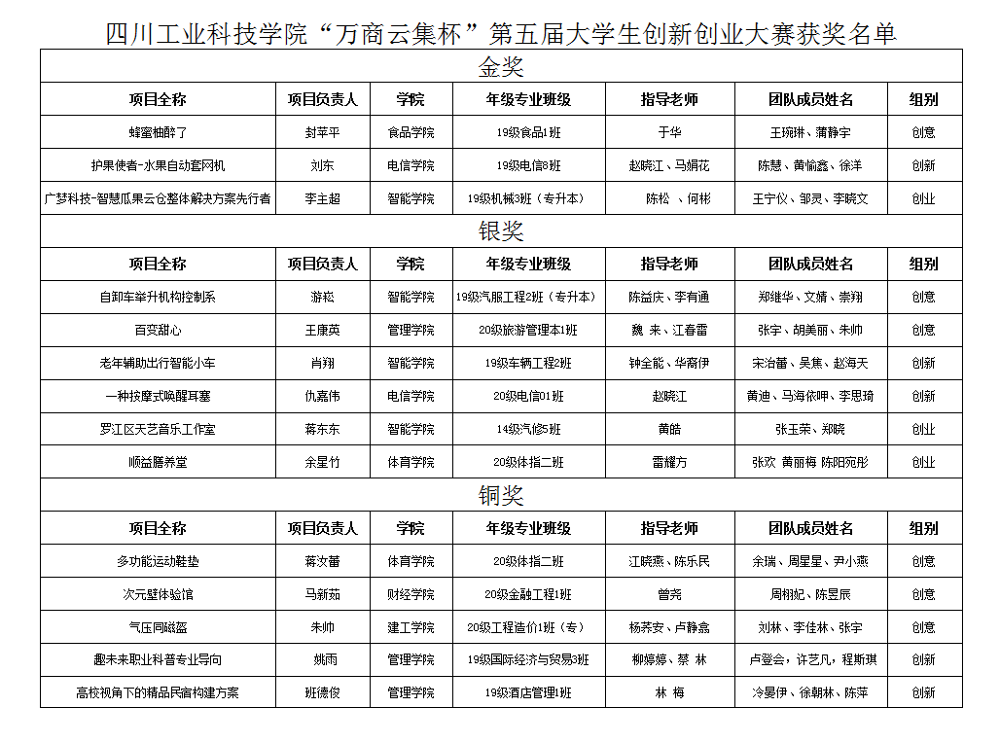 四川工业科技学院“万商云集杯”第五届大学生创新创业大赛获奖名单
金奖
项目全称 项目负责人 学院 年级专业班级 指导老师 团队成员姓名 组别
蜂蜜柚醉了 封苹平 食品学院 19级食品1班 于华 王琬琳、蒲静宇 创意
护果使者-水果自动套网机 刘东 电信学院 19级电信8班 赵晓江、马娟花 陈慧、黄愉鑫、徐洋 创新
广梦科技-智慧瓜果云仓整体解决方案先行者 李主超 智能学院 19级机械3班（专升本） 陈松 、何彬 王宁仪、邹灵、李晓文 创业
银奖
项目全称 项目负责人 学院 年级专业班级 指导老师 团队成员姓名 组别
自卸车举升机构控制系 游崧 智能学院 19级汽服工程2班（专升本） 陈益庆、李有通 郑继华、文婧、崇翔 创意
百变甜心 王康英 管理学院 20级旅游管理本1班 魏 来、江春雷 张宇、胡美丽、朱帅 创意
老年辅助出行智能小车 肖翔 智能学院 19级车辆工程2班 钟全能、华裔伊 宋治蕾、吴焦、赵海天 创新
一种按摩式唤醒耳塞 仇嘉伟 电信学院 20级电信01班 赵晓江 黄迪、马海依呷、李思琦 创新
罗江区天艺音乐工作室 蒋东东 智能学院 14级汽修5班 黄皓 张玉荣、郑晓 创业
顺益膳养堂 余星竹 体育学院 20级体指二班 雷耀方 张欢 黄丽梅 陈阳宛彤 创业
铜奖
项目全称 项目负责人 学院 年级专业班级 指导老师 团队成员姓名 组别
多功能运动鞋垫 蒋汝蕾 体育学院 20级体指二班 江晓燕、陈乐民 余瑞、周星星、尹小燕 创意
次元壁体验馆 马新茹 财经学院 20级金融工程1班 曾尧 周栩妃、陈昱辰 创意
气压同磁盔 朱帅 建工学院 20级工程造价1班（专） 杨荞安、卢静鑫 刘林、李佳林、张宇 创意
趣未来职业科普专业导向 姚雨 管理学院 19级国际经济与贸易3班 柳婷婷、蔡 林 卢登会，许艺凡，程斯琪 创新
高校视角下的精品民宿构建方案 班德俊 管理学院 19级酒店管理1班 林 梅 冷晏伊、徐朝林、陈萍 创新